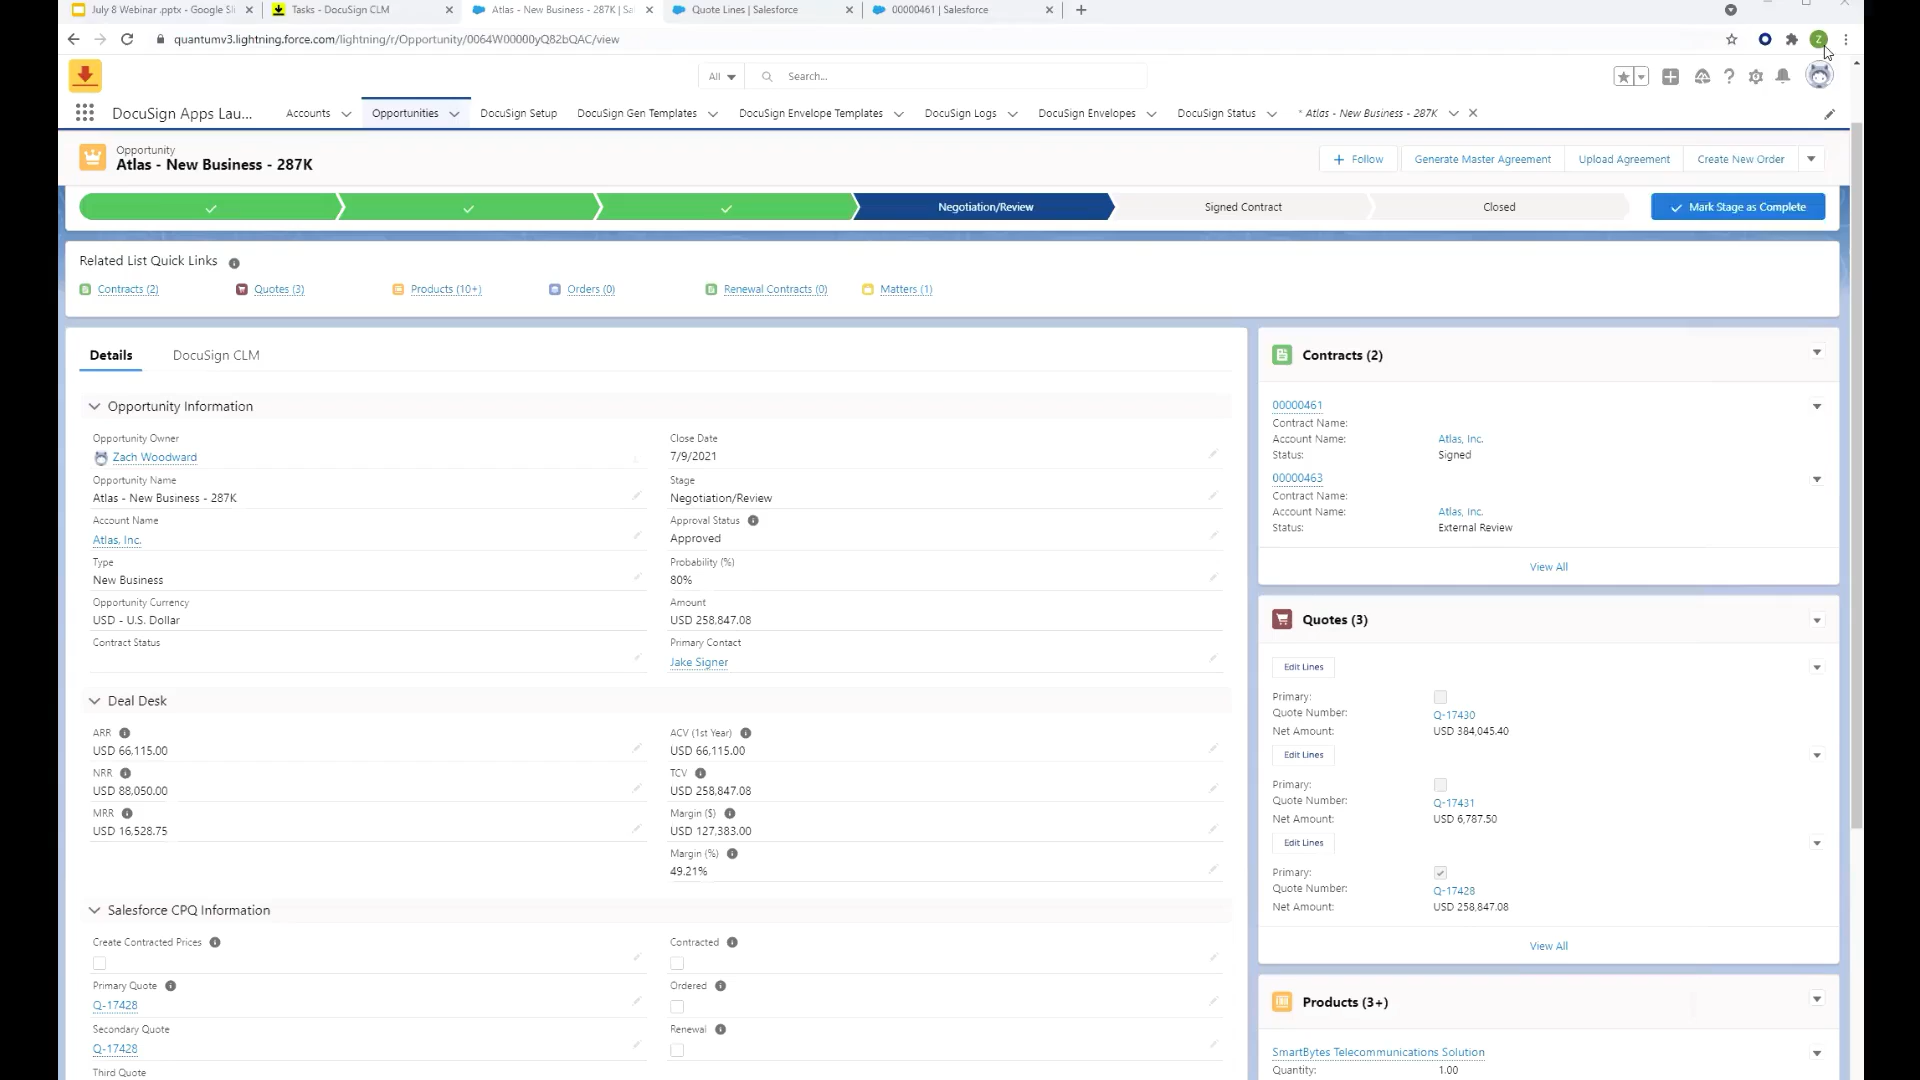 July 8 Webinar .pptx - Google Sl
Tasks - DocuSign CLM
Atlas - New Business - 287K | Sa
Quote Lines | Salesforce
00000461 | Salesforce
quantumv3.lightning.force.com/lightning/r/Opportunity/0064W00000yQ82bQAC/view
Z
All
Search...
DocuSign Apps Lau...
Accounts
Opportunities
DocuSign Setup
DocuSign Gen Templates
DocuSign Envelope Templates
DocuSign Logs
DocuSign Envelopes
DocuSign Status
* Atlas - New Business - 287K
Opportunity
Atlas - New Business - 287K
Follow
Generate Master Agreement
Upload Agreement
Create New Order
Negotiation/Review
Signed Contract
Closed
Mark Stage as Complete
Related List Quick Links
Contracts (2)
Quotes (3)
Products (10+)
Orders (0)
Renewal Contracts (0)
Matters (1)
Details
DocuSign CLM
Opportunity Information
Opportunity Owner
Zach Woodward
Close Date
7/9/2021
Opportunity Name
Atlas - New Business - 287K
Stage
Negotiation/Review
Account Name
Atlas, Inc.
Approval Status
Approved
Type
New Business
Probability (%)
80%
Opportunity Currency
USD - U.S. Dollar
Amount
USD 258,847.08
Contract Status
Primary Contact
Jake Signer
Deal Desk
ARR
USD 66,115.00
ACV (1st Year)
USD 66,115.00
NRR
USD 88,050.00
TCV
USD 258,847.08
MRR
USD 16,528.75
Margin ($)
USD 127,383.00
Margin (%)
49.21%
Salesforce CPQ Information
Create Contracted Prices
Contracted
Primary Quote
Q-17428
Ordered
Secondary Quote
Q-17428
Renewal
Third Quote
Contracts (2)
00000461
Contract Name:
Account Name: Atlas, Inc.
Status: Signed
00000463
Contract Name:
Account Name: Atlas, Inc.
Status: External Review
View All
Quotes (3)
Edit Lines
Primary:
Quote Number: Q-17430
Net Amount: USD 384,045.40
Edit Lines
Primary:
Quote Number: Q-17431
Net Amount: USD 6,787.50
Edit Lines
Primary:
Quote Number: Q-17428
Net Amount: USD 258,847.08
View All
Products (3+)
SmartBytes Telecommunications Solution
Quantity: 1.00